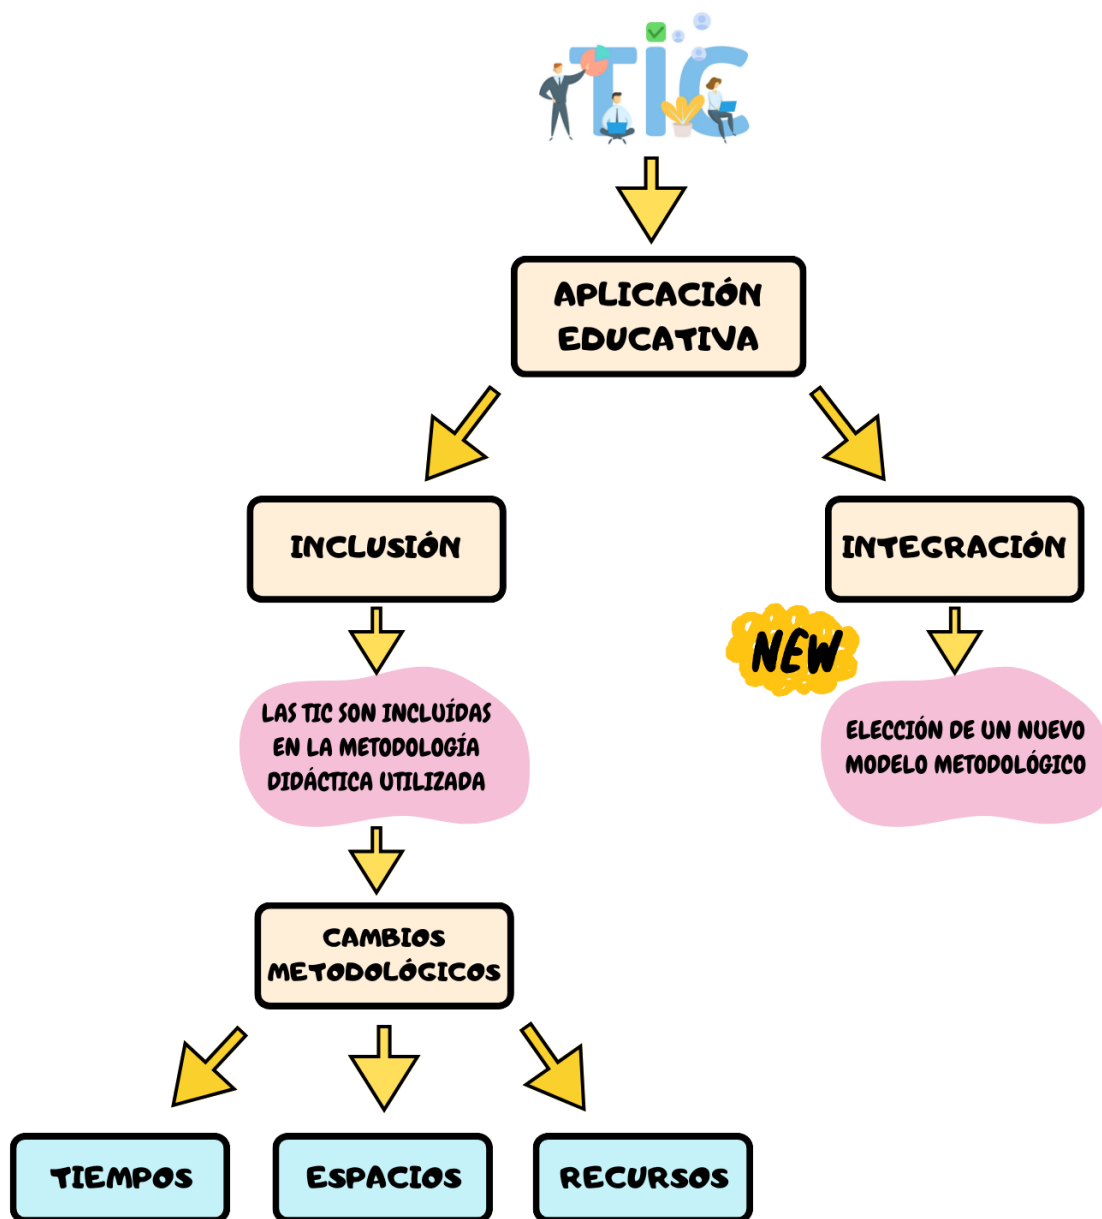 TIC
APLICACIÓN
EDUCATIVA
INCLUSIÓN
INTEGRACIÓN
NEW
LAS TIC SON INCLUÍDAS
EN LA METODOLOGÍA
DIDÁCTICA UTILIZADA
ELECCIÓN DE UN NUEVO
MODELO METODOLÓGICO
CAMBIOS
METODOLÓGICOS
TIEMPOS
ESPACIOS
RECURSOS